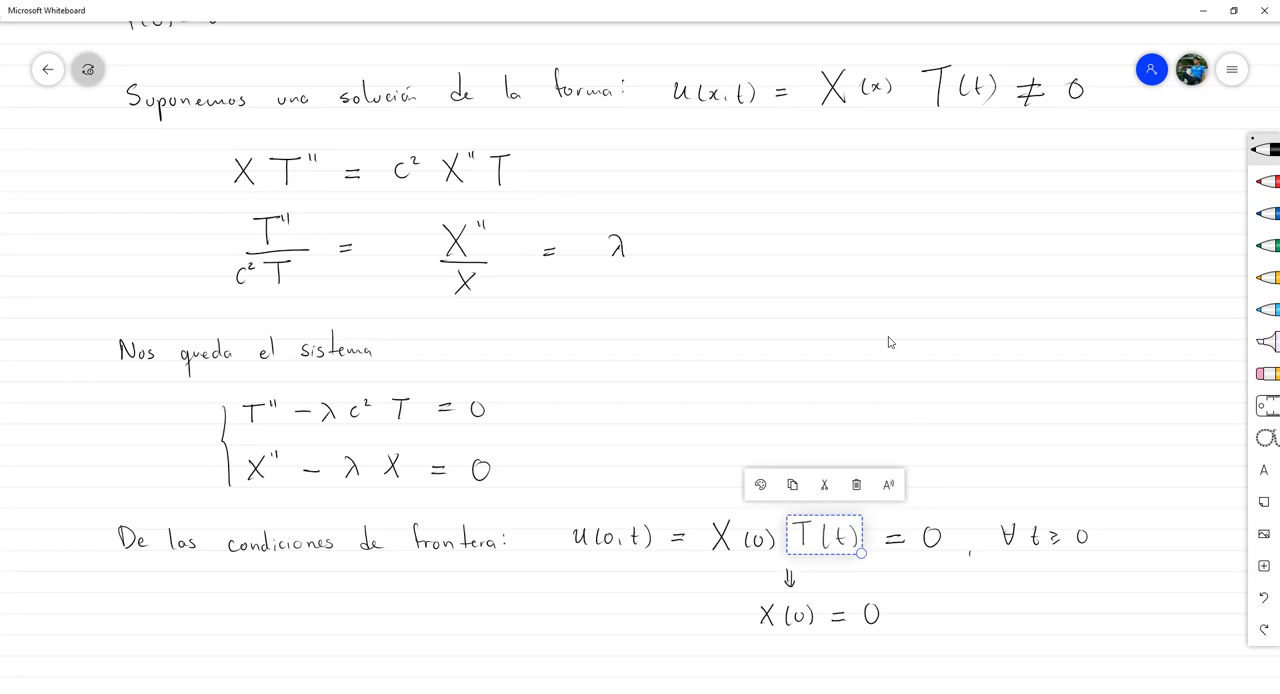 Microsoft Whiteboard
Suponemos una solución de la forma: u(x,t) = X(x) T(t) ≠ 0
X T'' = c² X'' T
T''/c² T = X''/X = λ
Nos queda el sistema
T'' - λ c² T = 0
X'' - λ X = 0
De las condiciones de frontera: u(0,t) = X(0) T(t) = 0 , ∀ t ≥ 0
⇓
X(0) = 0